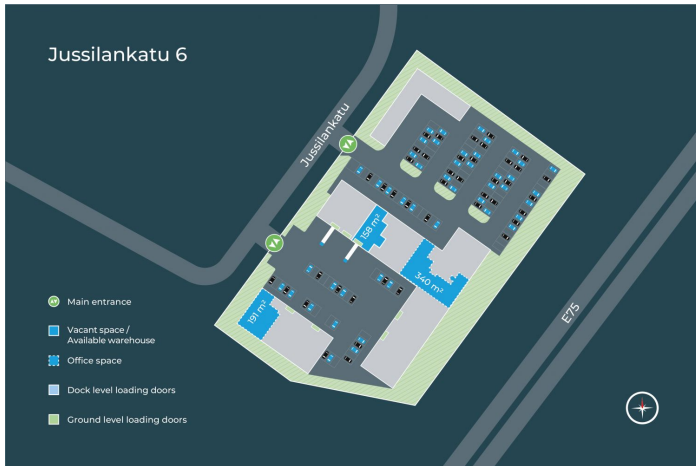 Jussilankatu 6
Jussilankatu
158 m²
340 m²
191 m²
E75
Main entrance
Vacant space /
Available warehouse
Office space
Dock level loading doors
Ground level loading doors